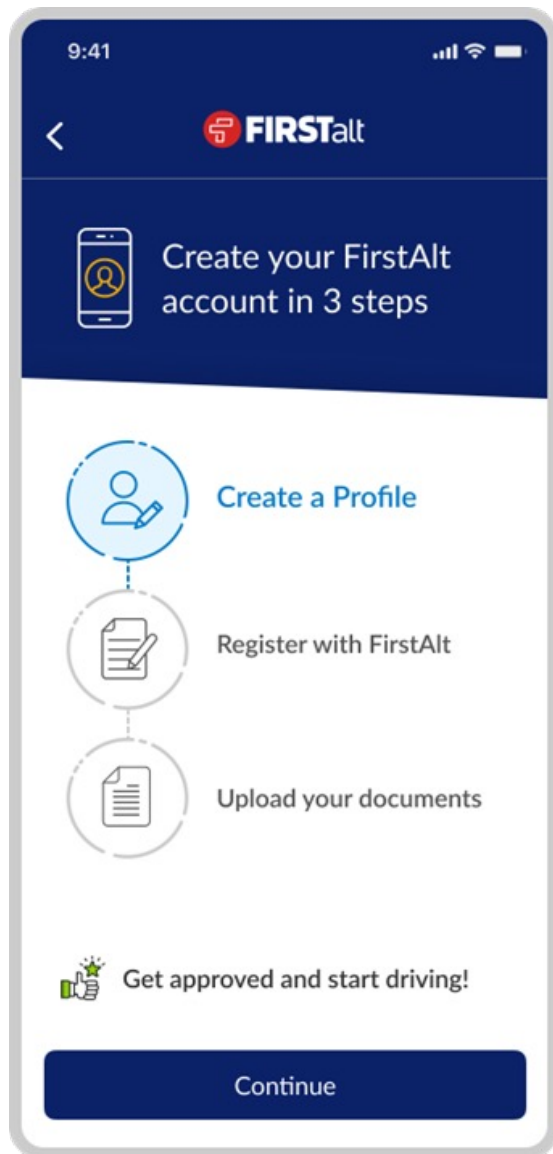 9:41
FIRSTalt
Create your FirstAlt
account in 3 steps
Create a Profile
Register with FirstAlt
Upload your documents
Get approved and start driving!
Continue